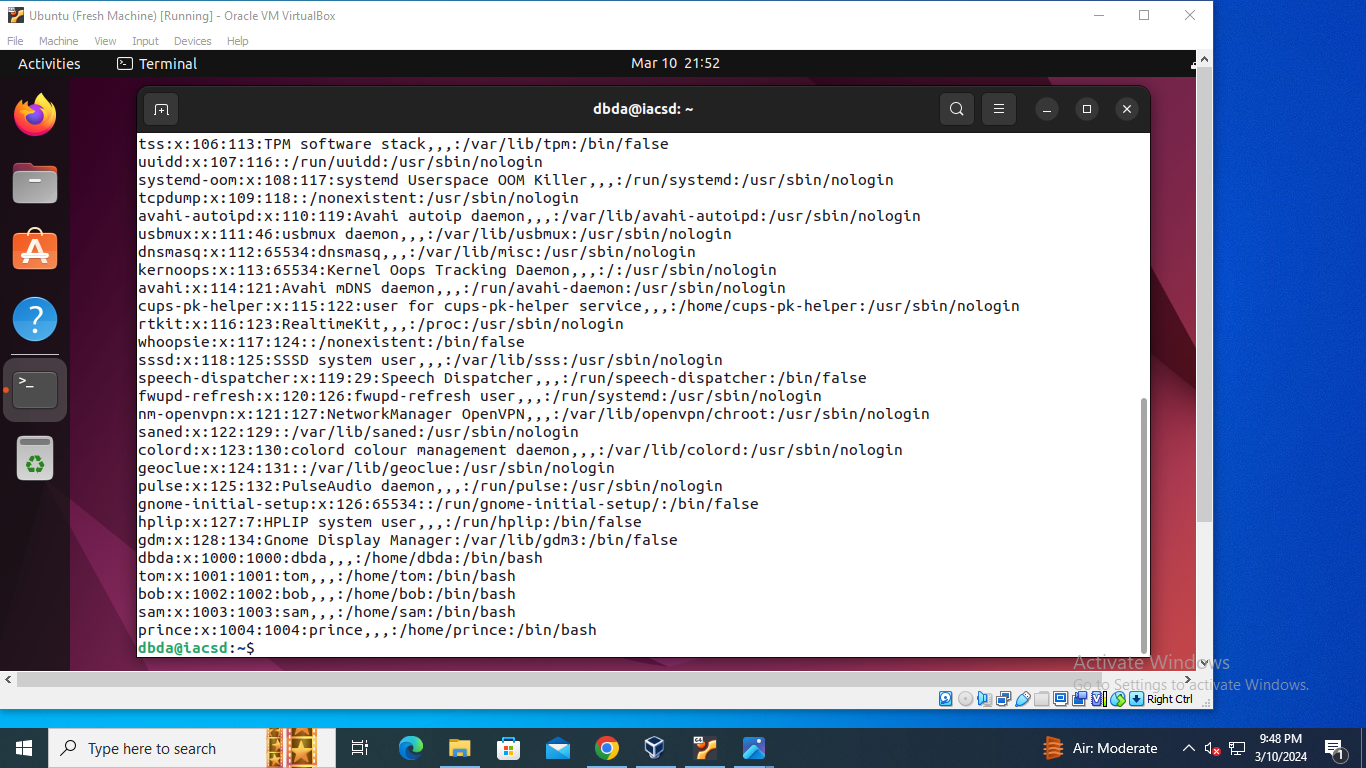 Ubuntu (Fresh Machine) [Running] - Oracle VM VirtualBox
File Machine View Input Devices Help
Activities Terminal Mar 10 21:52
dbda@iacsd: ~
tss:x:106:113:TPM software stack,,,:/var/lib/tpm:/bin/false
uuidd:x:107:116::/run/uuidd:/usr/sbin/nologin
systemd-oom:x:108:117:systemd Userspace OOM Killer,,,:/run/systemd:/usr/sbin/nologin
tcpdump:x:109:118::/nonexistent:/usr/sbin/nologin
avahi-autoipd:x:110:119:Avahi autoip daemon,,,:/var/lib/avahi-autoipd:/usr/sbin/nologin
usbmux:x:111:46:usbmux daemon,,,:/var/lib/usbmux:/usr/sbin/nologin
dnsmasq:x:112:65534:dnsmasq,,,:/var/lib/misc:/usr/sbin/nologin
kernoops:x:113:65534:Kernel Oops Tracking Daemon,,,:/:/usr/sbin/nologin
avahi:x:114:121:Avahi mDNS daemon,,,:/run/avahi-daemon:/usr/sbin/nologin
cups-pk-helper:x:115:122:user for cups-pk-helper service,,,:/home/cups-pk-helper:/usr/sbin/nologin
rtkit:x:116:123:RealtimeKit,,,:/proc:/usr/sbin/nologin
whoopsie:x:117:124::/nonexistent:/bin/false
sssd:x:118:125:SSSD system user,,,:/var/lib/sss:/usr/sbin/nologin
speech-dispatcher:x:119:29:Speech Dispatcher,,,:/run/speech-dispatcher:/bin/false
fwupd-refresh:x:120:126:fwupd-refresh user,,,:/run/systemd:/usr/sbin/nologin
nm-openvpn:x:121:127:NetworkManager OpenVPN,,,:/var/lib/openvpn/chroot:/usr/sbin/nologin
saned:x:122:129::/var/lib/saned:/usr/sbin/nologin
colord:x:123:130:colord colour management daemon,,,:/var/lib/colord:/usr/sbin/nologin
geoclue:x:124:131::/var/lib/geoclue:/usr/sbin/nologin
pulse:x:125:132:PulseAudio daemon,,,:/run/pulse:/usr/sbin/nologin
gnome-initial-setup:x:126:65534::/run/gnome-initial-setup/:/bin/false
hplip:x:127:7:HPLIP system user,,,:/run/hplip:/bin/false
gdm:x:128:134:Gnome Display Manager:/var/lib/gdm3:/bin/false
dbda:x:1000:1000:dbda,,,:/home/dbda:/bin/bash
tom:x:1001:1001:tom,,,:/home/tom:/bin/bash
bob:x:1002:1002:bob,,,:/home/bob:/bin/bash
sam:x:1003:1003:sam,,,:/home/sam:/bin/bash
prince:x:1004:1004:prince,,,:/home/prince:/bin/bash
dbda@iacsd:~$
Activate Windows
Go to Settings to activate Windows.
Right Ctrl
Type here to search
Air: Moderate
9:48 PM
3/10/2024
1